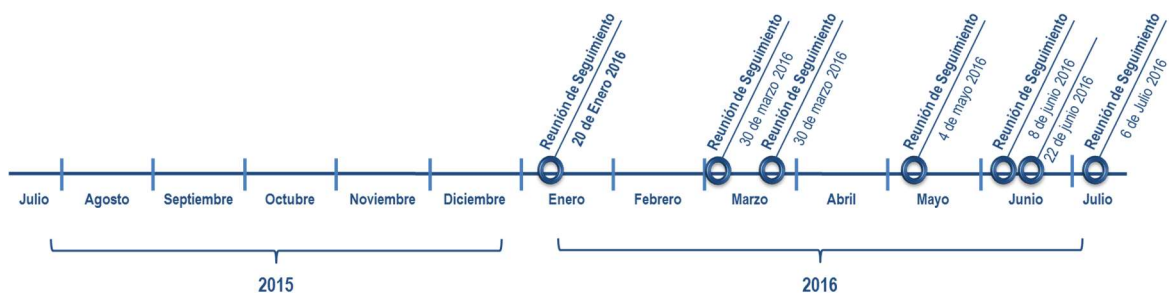 Reunión de Seguimiento
20 de Enero 2016
Reunión de Seguimiento
30 de marzo 2016
Reunión de Seguimiento
30 de marzo 2016
Reunión de Seguimiento
4 de mayo 2016
Reunión de Seguimiento
8 de junio 2016
22 de junio 2016
Reunión de Seguimiento
6 de Julio 2016
Julio
Agosto
Septiembre
Octubre
Noviembre
Diciembre
Enero
Febrero
Marzo
Abril
Mayo
Junio
Julio
2015
2016